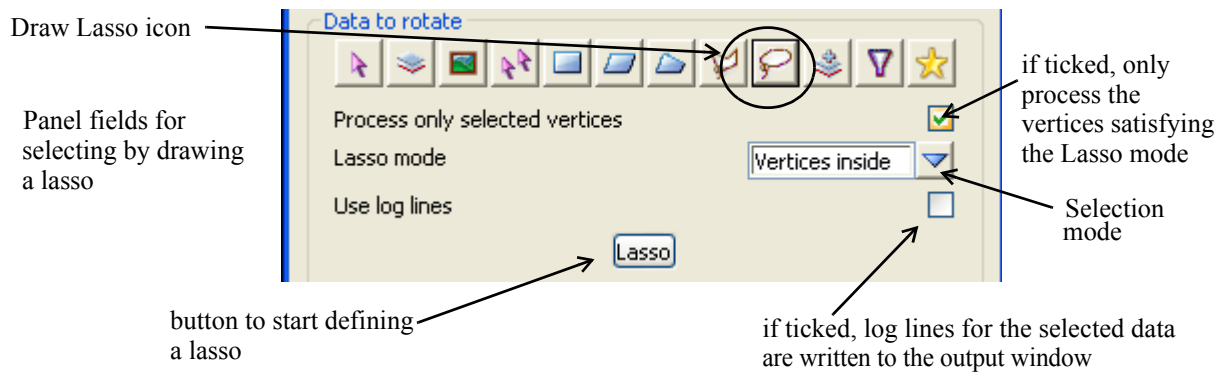 Data to rotate
Draw Lasso icon
if ticked, only
process the
vertices satisfying
the Lasso mode
Panel fields for
selecting by drawing
a lasso
Process only selected vertices
Lasso mode
Vertices inside
Use log lines
Selection
mode
Lasso
button to start defining
a lasso
if ticked, log lines for the selected data
are written to the output window